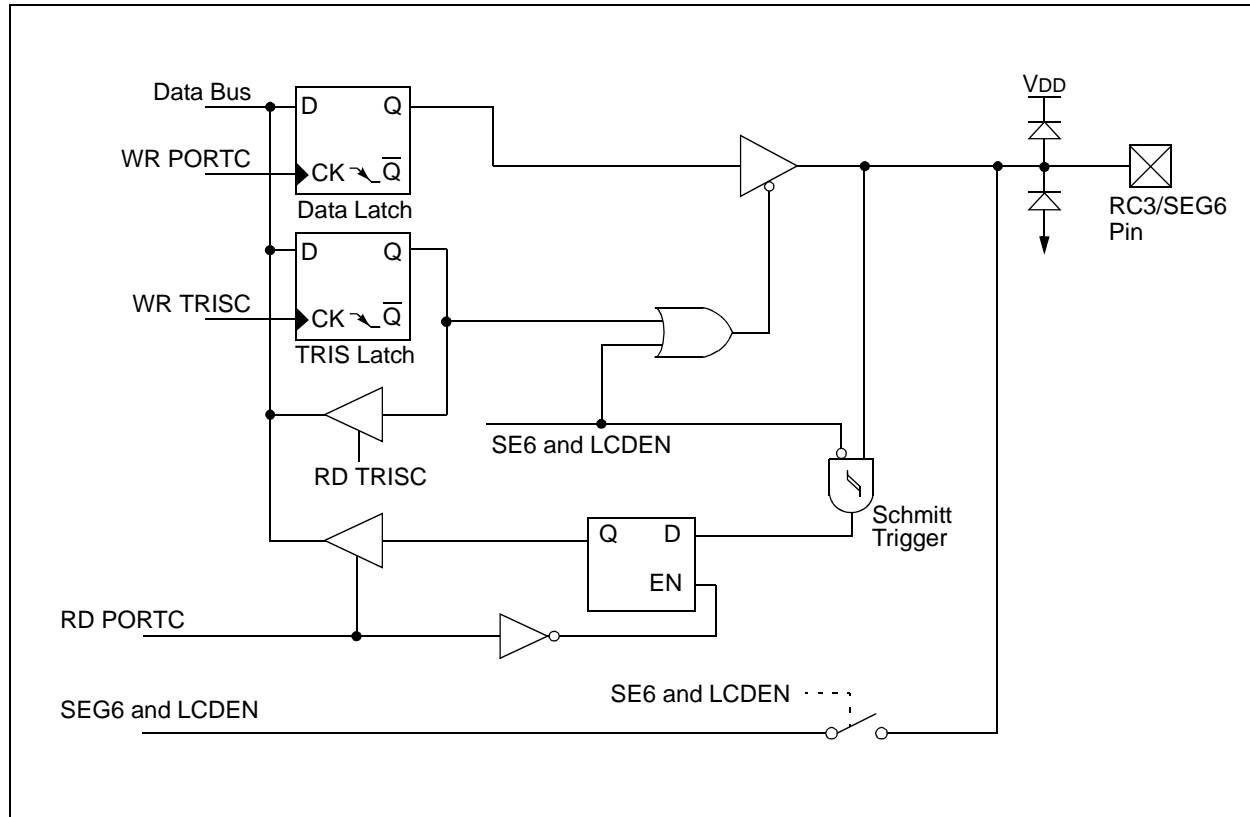 Data Bus
D Q
VDD
WR PORTC
CK Q̅
Data Latch
RC3/SEG6
Pin
D Q
WR TRISC
CK Q̅
TRIS Latch
SE6 and LCDEN
RD TRISC
Schmitt
Trigger
Q D
EN
RD PORTC
SE6 and LCDEN
SEG6 and LCDEN